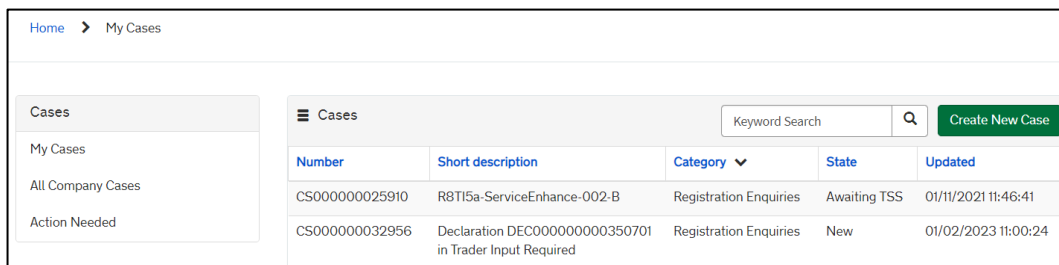 Home > My Cases
Cases
My Cases
All Company Cases
Action Needed
Cases
Keyword Search
Create New Case
Number Short description Category State Updated
CS000000025910 R8TI5a-ServiceEnhance-002-B Registration Enquiries Awaiting TSS 01/11/2021 11:46:41
CS000000032956 Declaration DEC000000000350701 Registration Enquiries New 01/02/2023 11:00:24
in Trader Input Required